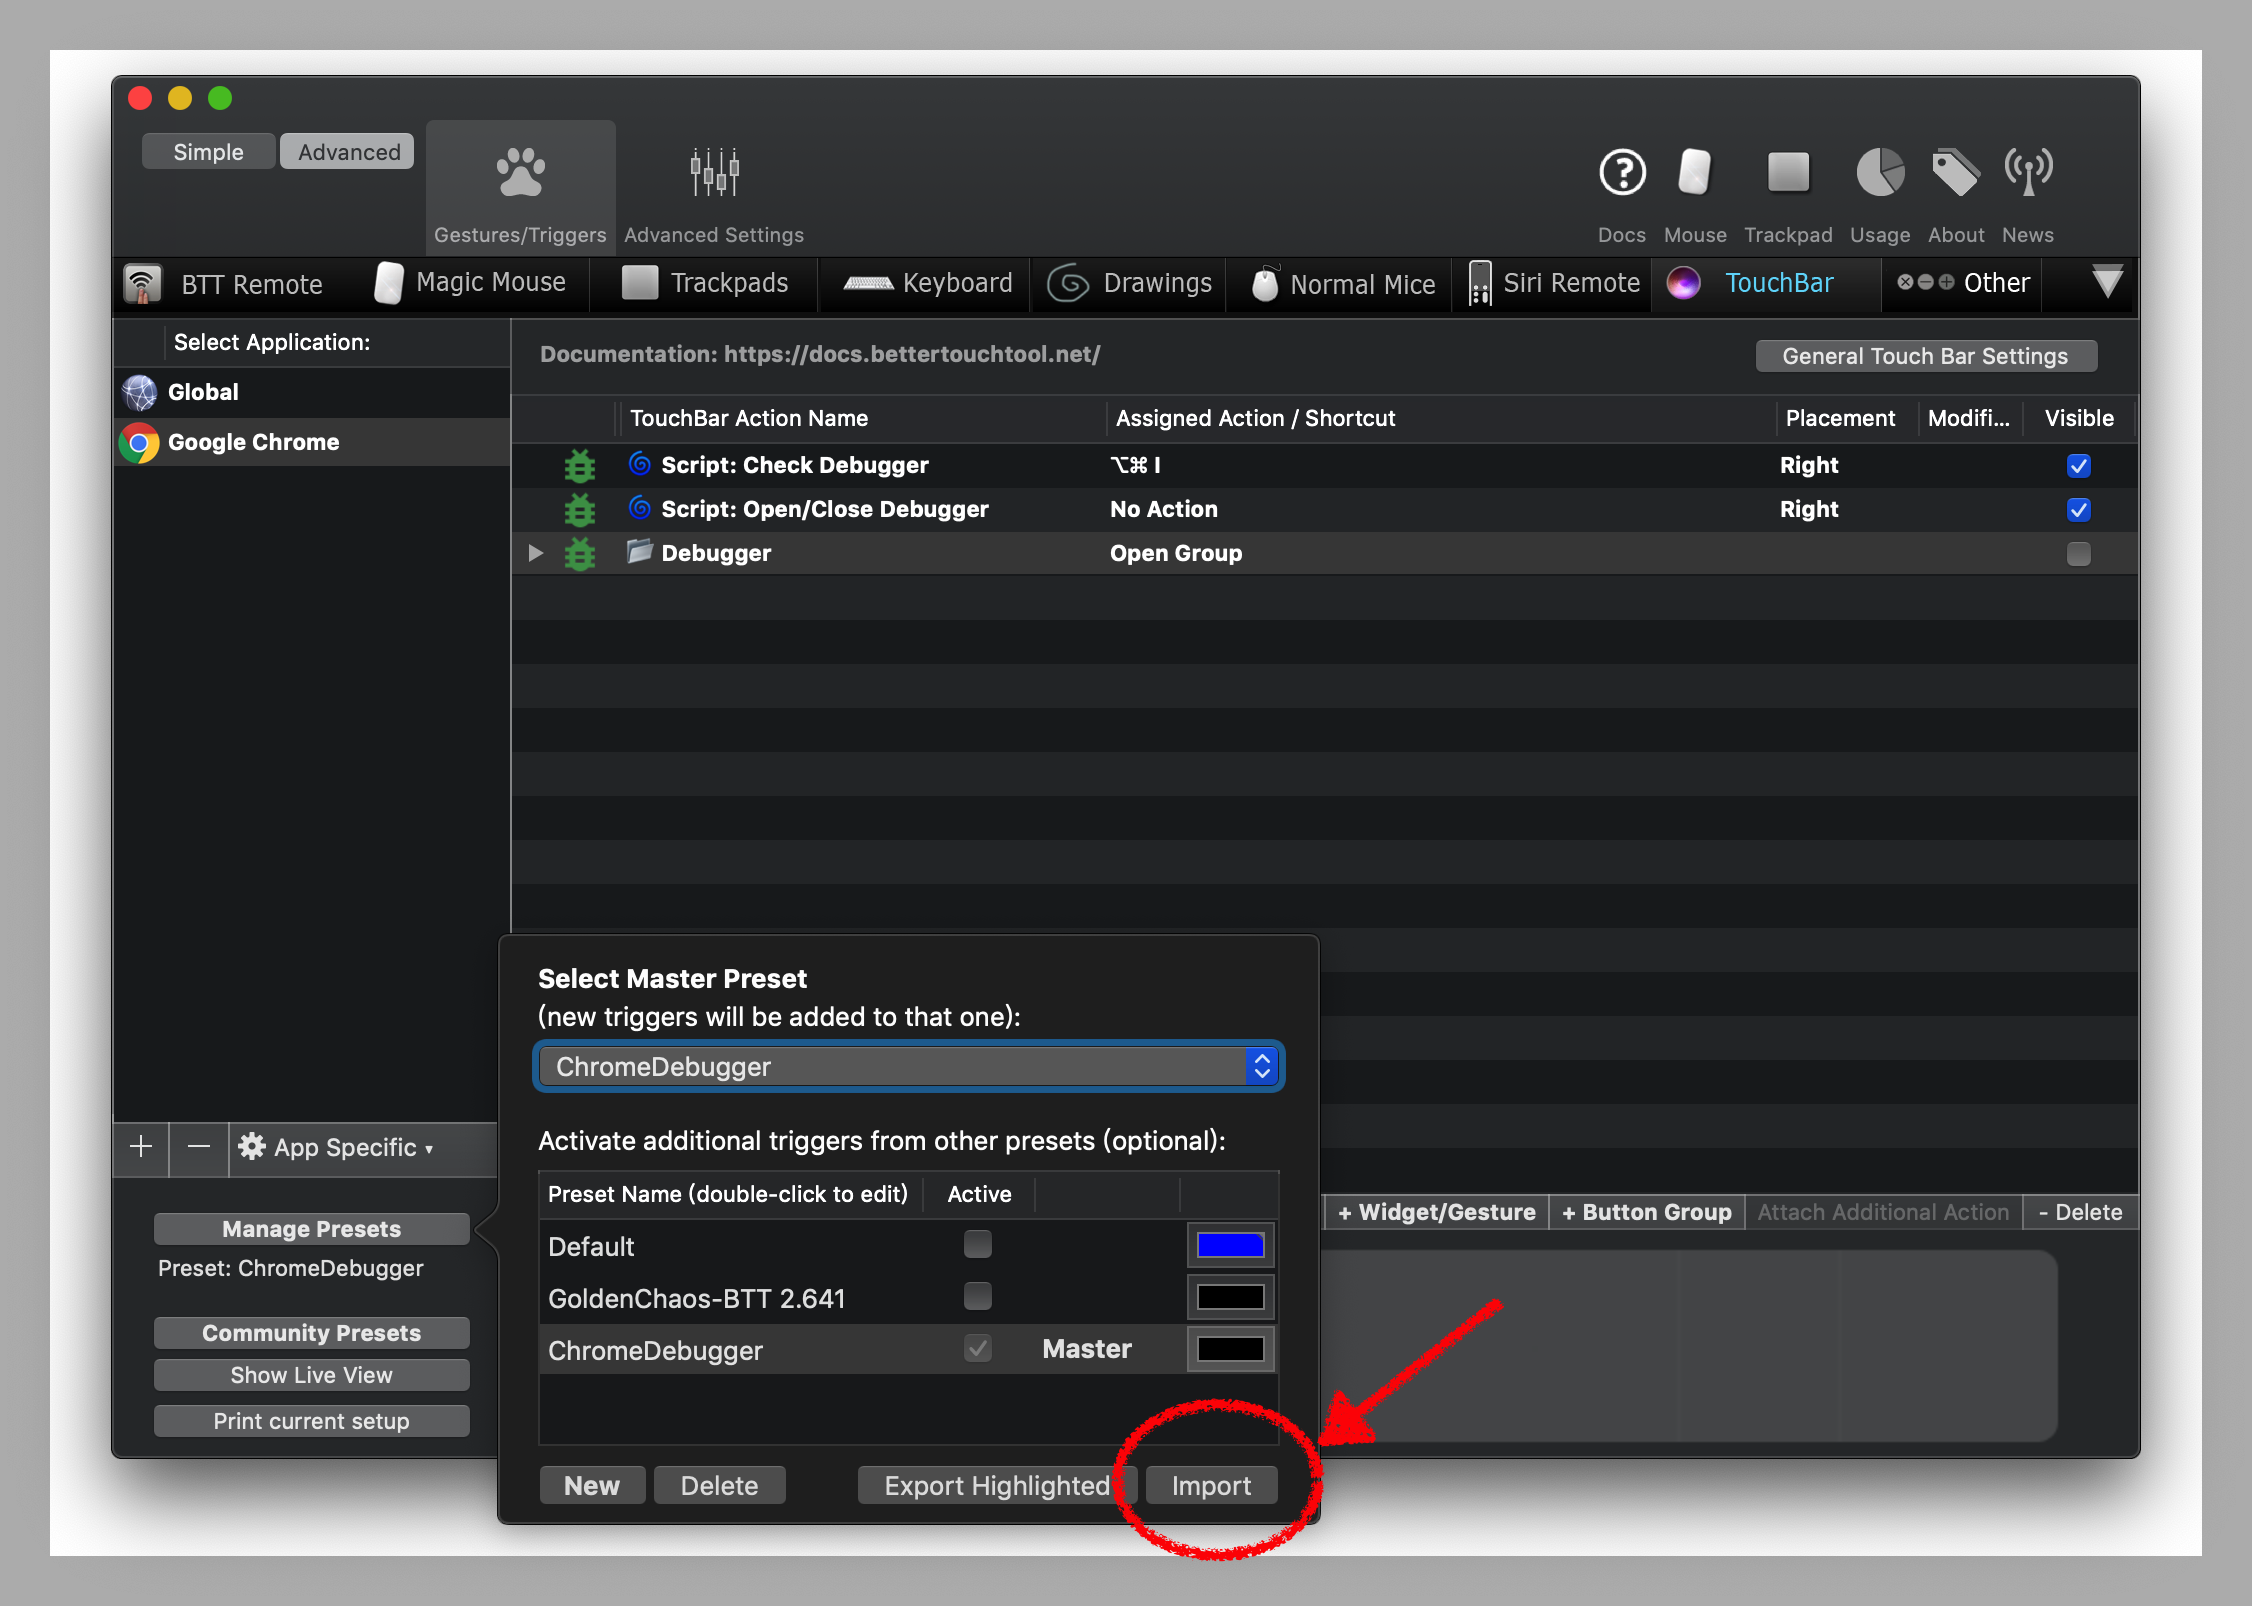 Simple
Advanced
Gestures/Triggers
Advanced Settings
Docs
Mouse
Trackpad
Usage
About
News
BTT Remote
Magic Mouse
Trackpads
Keyboard
Drawings
Normal Mice
Siri Remote
TouchBar
Other
Select Application:
Global
Google Chrome
Documentation: https://docs.bettertouchtool.net/
General Touch Bar Settings
TouchBar Action Name
Assigned Action / Shortcut
Placement
Modifi...
Visible
Script: Check Debugger
⌥⌘ I
Right
Script: Open/Close Debugger
No Action
Right
Debugger
Open Group
Select Master Preset
(new triggers will be added to that one):
ChromeDebugger
Activate additional triggers from other presets (optional):
Preset Name (double-click to edit)
Active
Default
GoldenChaos-BTT 2.641
ChromeDebugger
Master
New
Delete
Export Highlighted
Import
+ − App Specific ▾
Manage Presets
Preset: ChromeDebugger
Community Presets
Show Live View
Print current setup
+ Widget/Gesture
+ Button Group
Attach Additional Action
- Delete